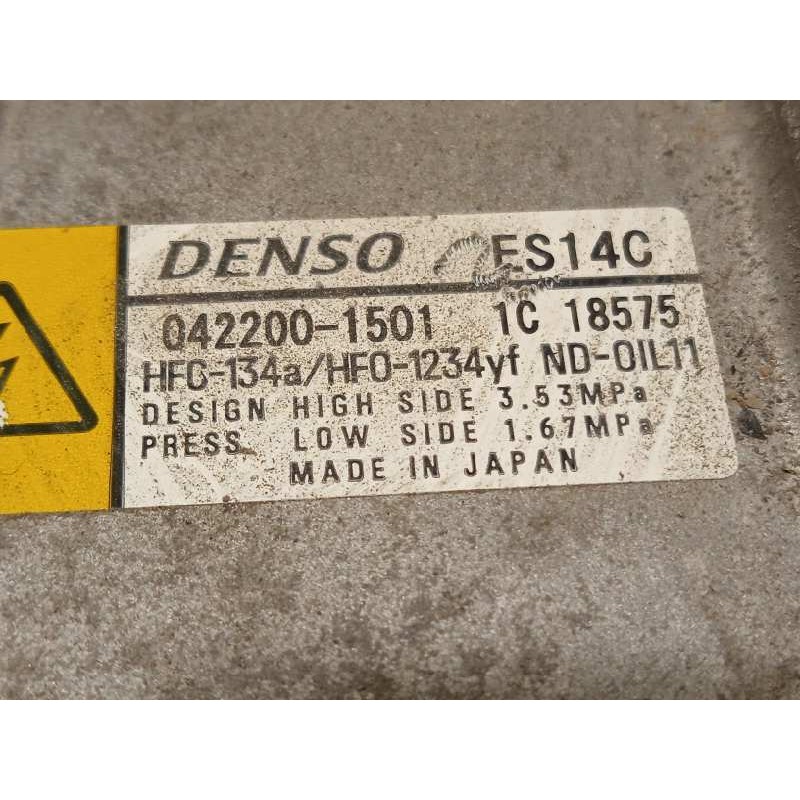 DENSO ES14C
042200-1501 1C 18575
HFC-134a/HFO-1234yf ND-OIL11
DESIGN HIGH SIDE 3.53MPa
PRESS. LOW SIDE 1.67MPa
MADE IN JAPAN